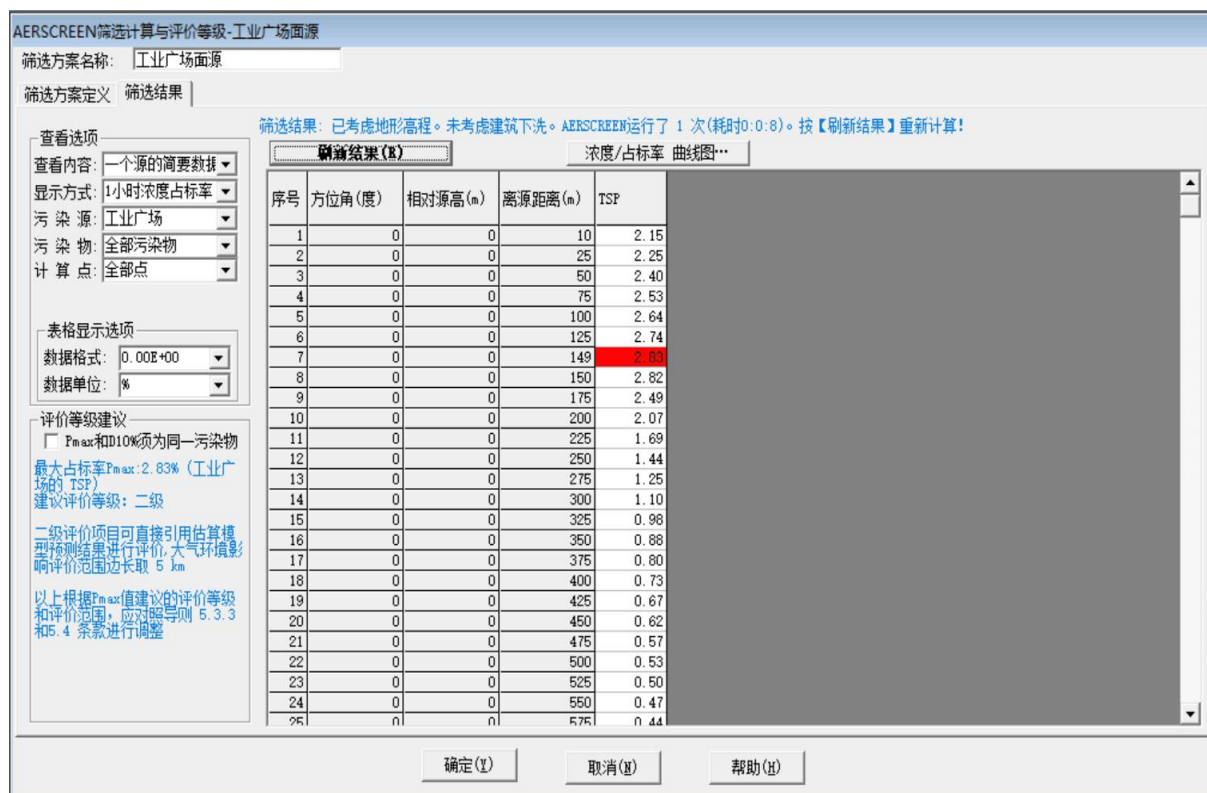 AERSCREEN筛选计算与评价等级-工业广场面源
筛选方案名称: 工业广场面源
筛选方案定义 筛选结果
筛选结果: 已考虑地形高程。未考虑建筑下洗。AERSCREEN运行了 1 次(耗时0:0:8)。按【刷新结果】重新计算!
刷新结果(R) 浓度/占标率 曲线图…
查看选项
查看内容: 一个源的简要数据
显示方式: 1小时浓度占标率
污 染 源: 工业广场
污 染 物: 全部污染物
计 算 点: 全部点
表格显示选项
数据格式: 0.00E+00
数据单位: %
评价等级建议
Pmax和D10%须为同一污染物
最大占标率Pmax:2.83% (工业广
场的 TSP)
建议评价等级: 二级
二级评价项目可直接引用估算模
型预测结果进行评价,大气环境影
响评价范围边长取 5 km
以上根据Pmax值建议的评价等级
和评价范围, 应对照导则 5.3.3
和5.4 条款进行调整
序号 方位角(度) 相对源高(m) 离源距离(m) TSP
1 0 0 10 2.15
2 0 0 25 2.25
3 0 0 50 2.40
4 0 0 75 2.53
5 0 0 100 2.64
6 0 0 125 2.74
7 0 0 149 2.83
8 0 0 150 2.82
9 0 0 175 2.49
10 0 0 200 2.07
11 0 0 225 1.69
12 0 0 250 1.44
13 0 0 275 1.25
14 0 0 300 1.10
15 0 0 325 0.98
16 0 0 350 0.88
17 0 0 375 0.80
18 0 0 400 0.73
19 0 0 425 0.67
20 0 0 450 0.62
21 0 0 475 0.57
22 0 0 500 0.53
23 0 0 525 0.50
24 0 0 550 0.47
25 0 0 575 0.44
确定(Y) 取消(N) 帮助(H)